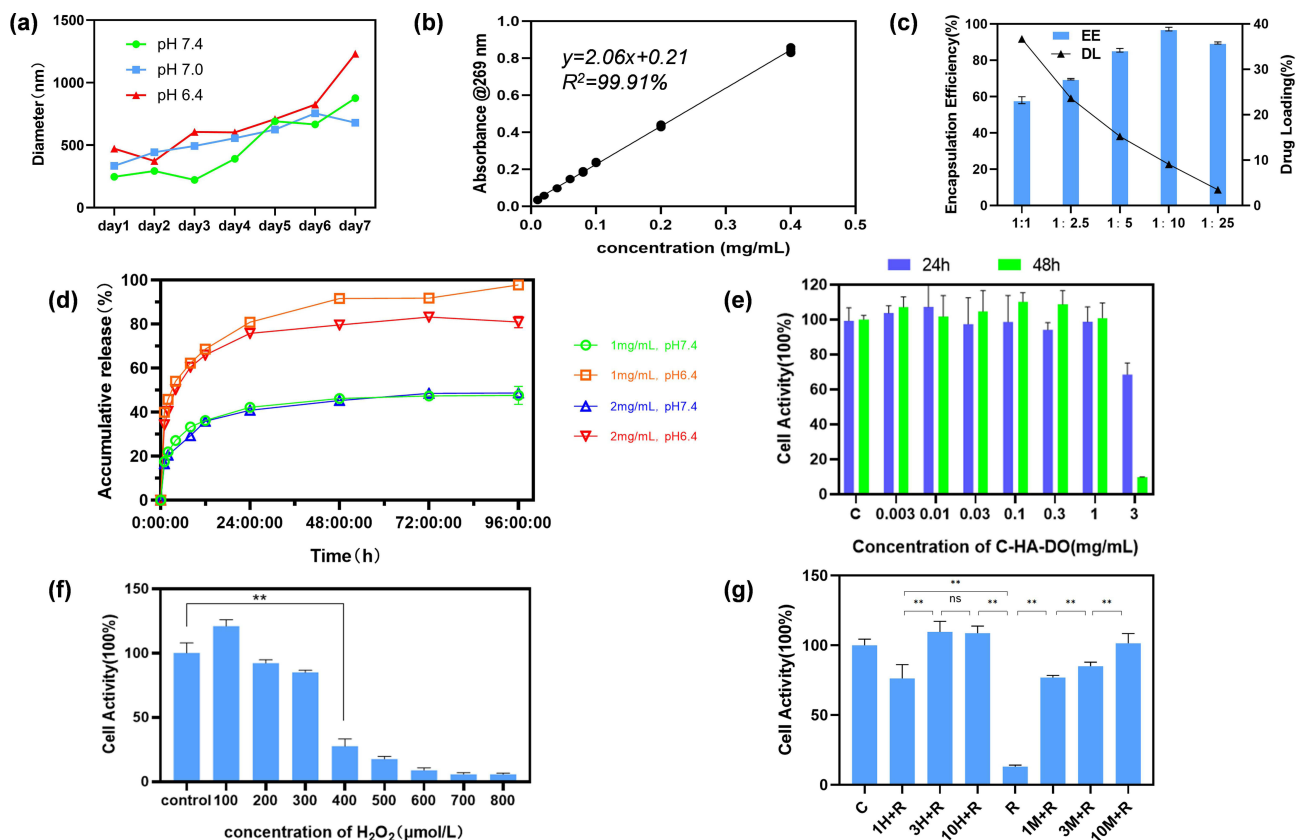 (a)
1500
1000
500
0
Diameter（nm）
pH 7.4
pH 7.0
pH 6.4
day1 day2 day3 day4 day5 day6 day7
(b)
1.0
0.8
0.6
0.4
0.2
0.0
Absorbance @269 nm
y=2.06x+0.21
R²=99.91%
0.0 0.1 0.2 0.3 0.4 0.5
concentration (mg/mL)
(c)
100
80
60
40
20
0
Encapsulation Efficiency(%)
EE
DL
40
30
20
10
0
Drug Loading(%)
1:1 1：2.5 1：5 1：10 1：25
(d)
100
80
60
40
20
0
Accumulative release（%）
0:00:00 24:00:00 48:00:00 72:00:00 96:00:00
Time（h）
1mg/mL, pH7.4
1mg/mL, pH6.4
2mg/mL, pH7.4
2mg/mL, pH6.4
(e)
24h 48h
120
100
80
60
40
20
0
Cell Activity(100%)
C 0.003 0.01 0.03 0.1 0.3 1 3
Concentration of C-HA-DO(mg/mL)
(f)
150
100
50
0
Cell Activity(100%)
**
control 100 200 300 400 500 600 700 800
concentration of H₂O₂（μmol/L）
(g)
150
100
50
0
Cell Activity(100%)
**
** ns ** ** ** **
C 1H+R 3H+R 10H+R R 1M+R 3M+R 10M+R